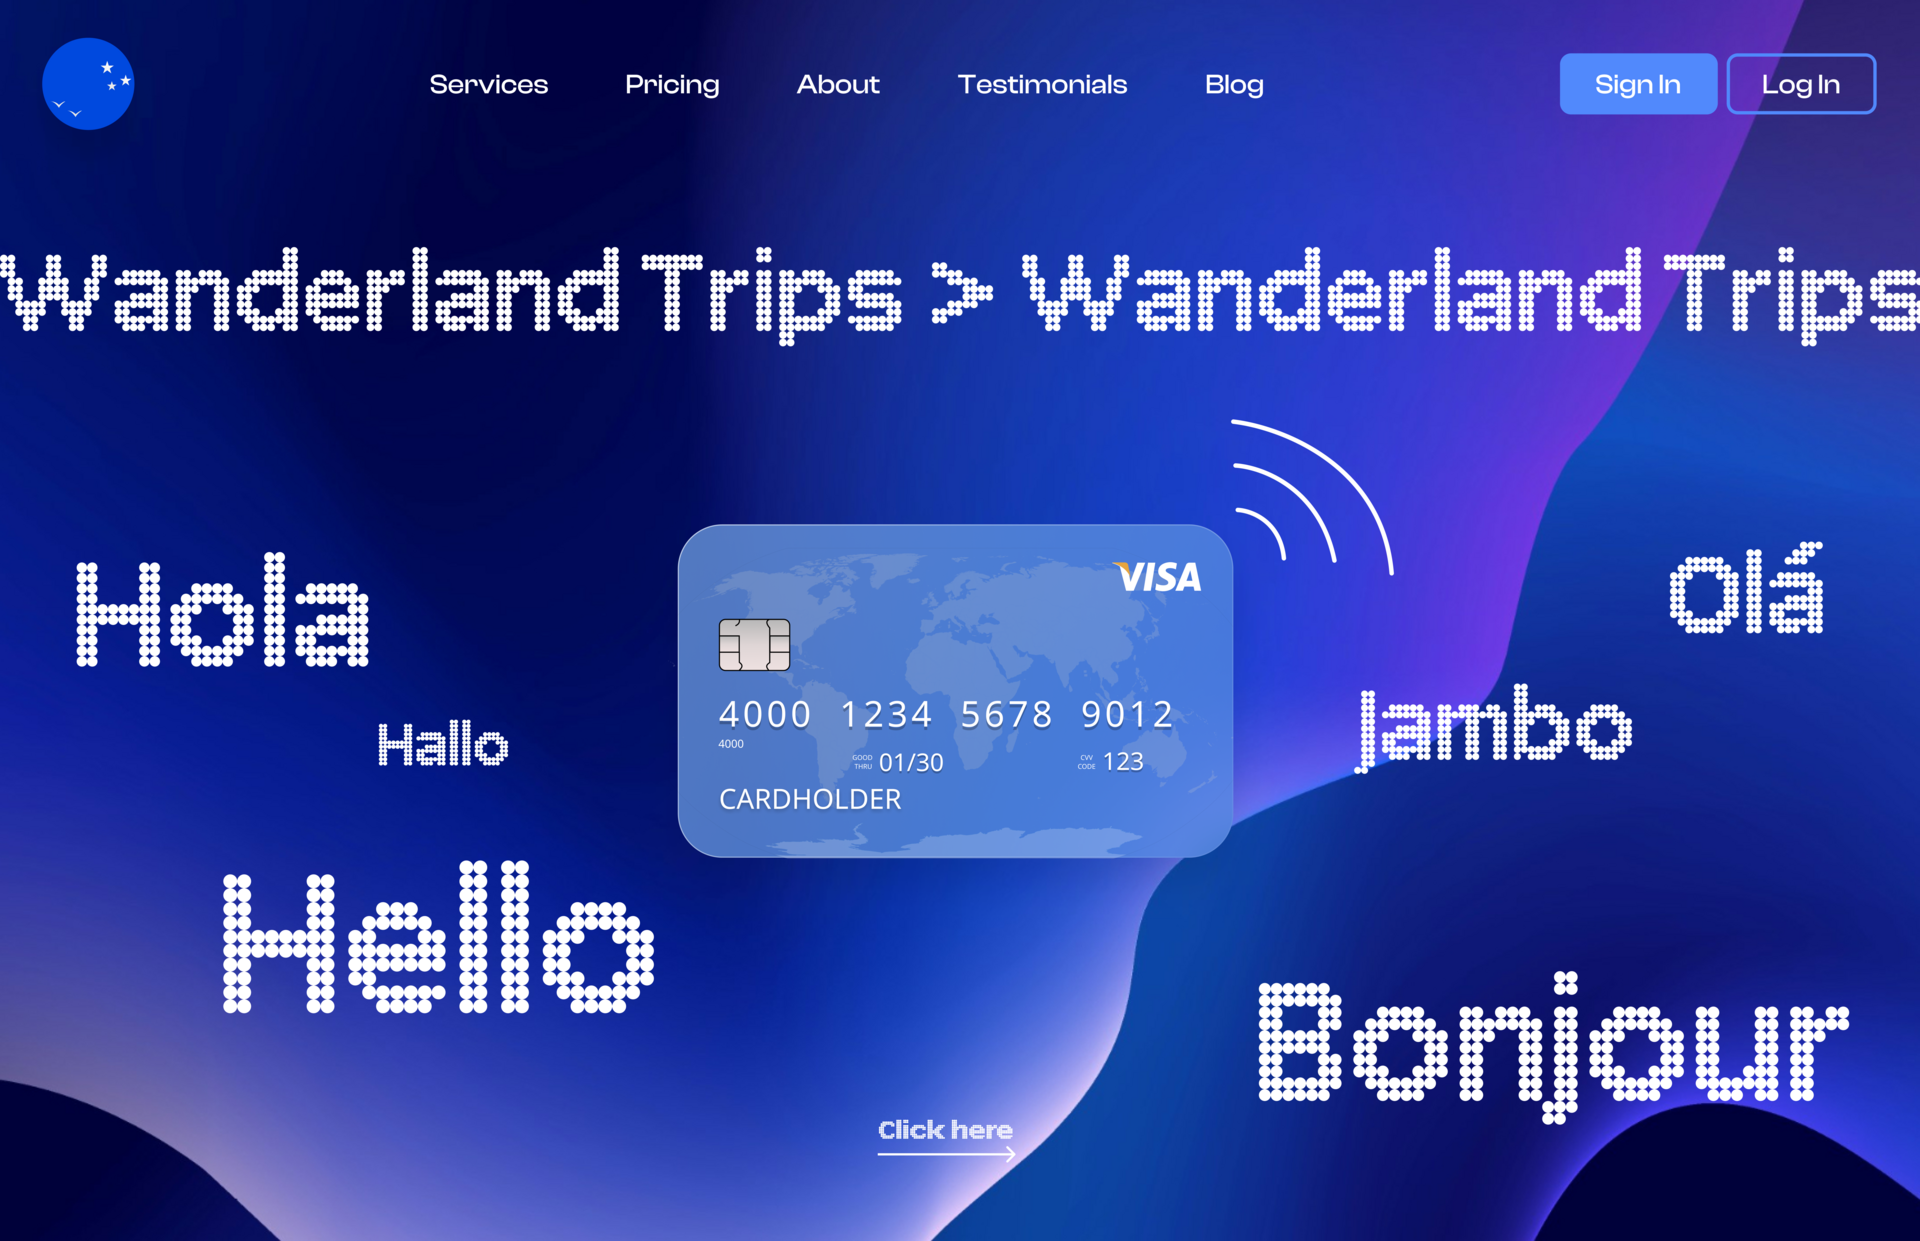 Services Pricing About Testimonials Blog Sign In Log In
Wanderland Trips > Wanderland Trips
Hola
Olá
VISA
4000 1234 5678 9012
4000
GOOD THRU 01/30
CVV CODE 123
CARDHOLDER
Hallo
Jambo
Hello
Bonjour
Click here